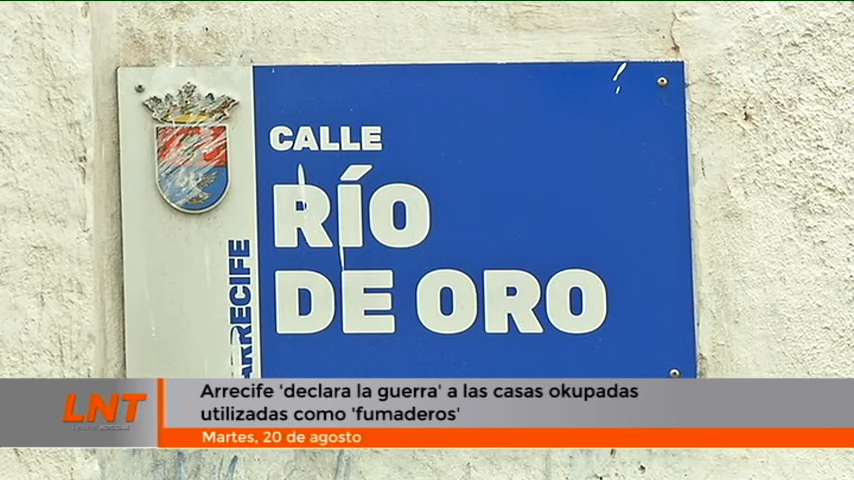 CALLE
RÍO
DE ORO
ARRECIFE
LNT
NOTICIAS
Arrecife 'declara la guerra' a las casas okupadas
utilizadas como 'fumaderos'
Martes, 20 de agosto